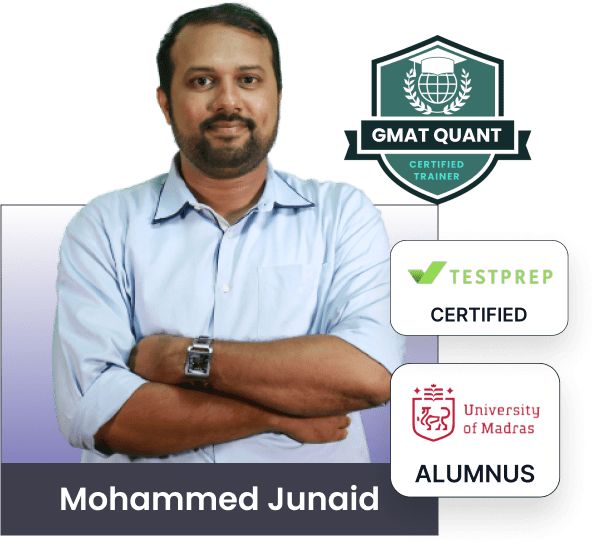 GMAT QUANT
CERTIFIED
TRAINER
TESTPREP
CERTIFIED
University
of Madras
ALUMNUS
Mohammed Junaid